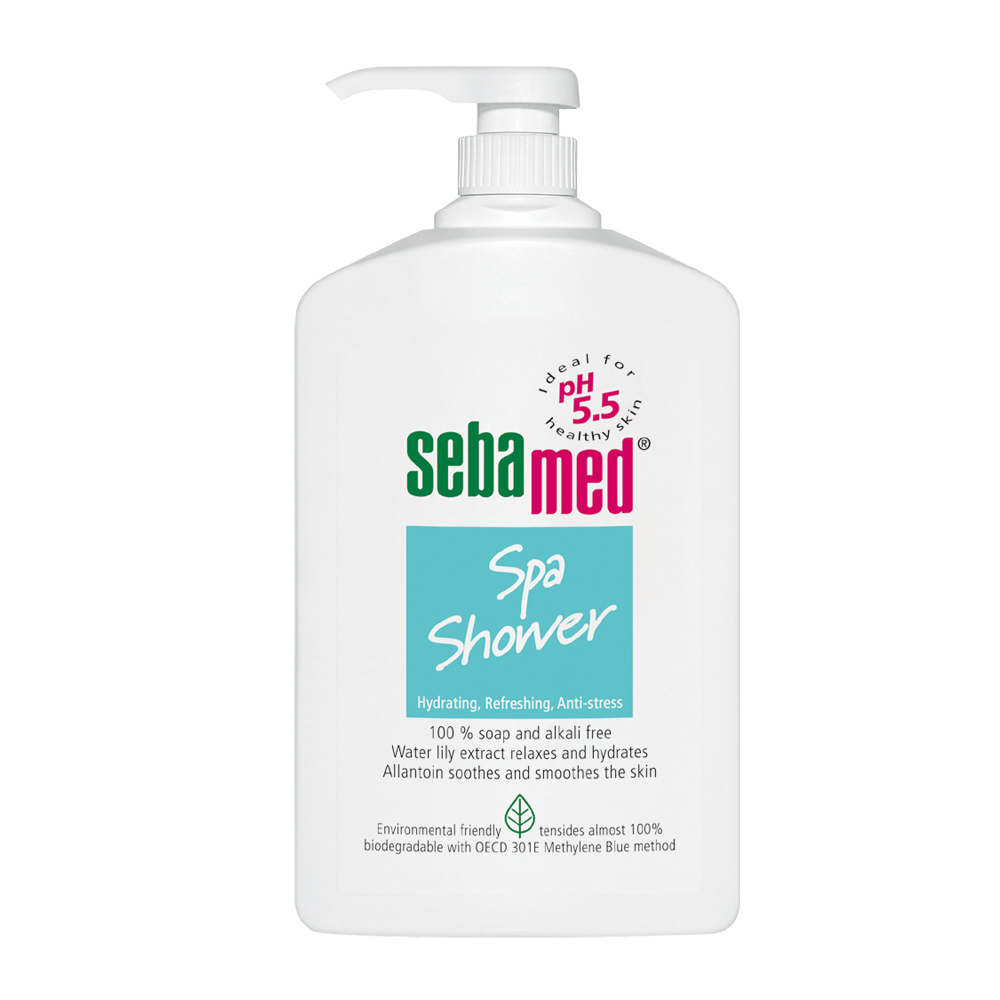 Ideal for
pH
5.5
healthy skin
sebamed®
Spa
Shower
Hydrating, Refreshing, Anti-stress
100 % soap and alkali free
Water lily extract relaxes and hydrates
Allantoin soothes and smoothes the skin
Environmental friendly tensides almost 100%
biodegradable with OECD 301E Methylene Blue method